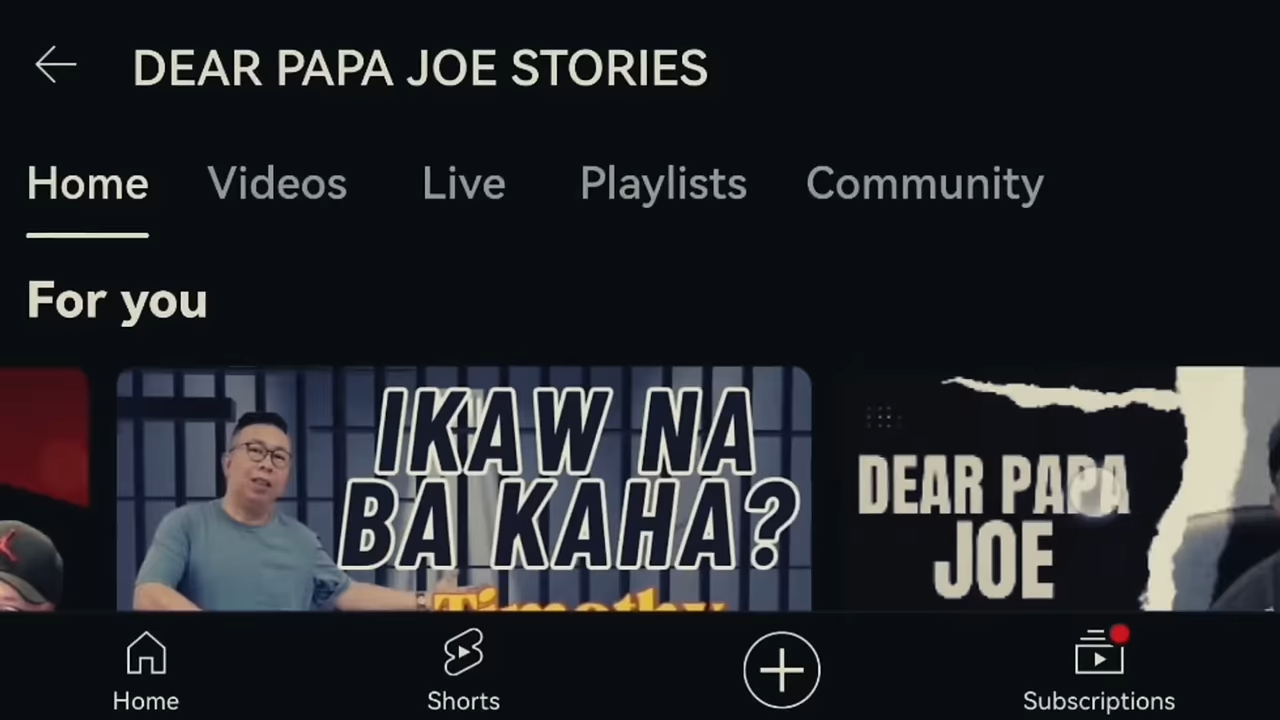 DEAR PAPA JOE STORIES
Home Videos Live Playlists Community
For you
IKAW NA
BA KAHA?
Timothy
DEAR PAPA
JOE
Home Shorts Subscriptions